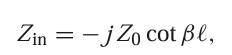 Z_in = −jZ_0 cot βℓ,